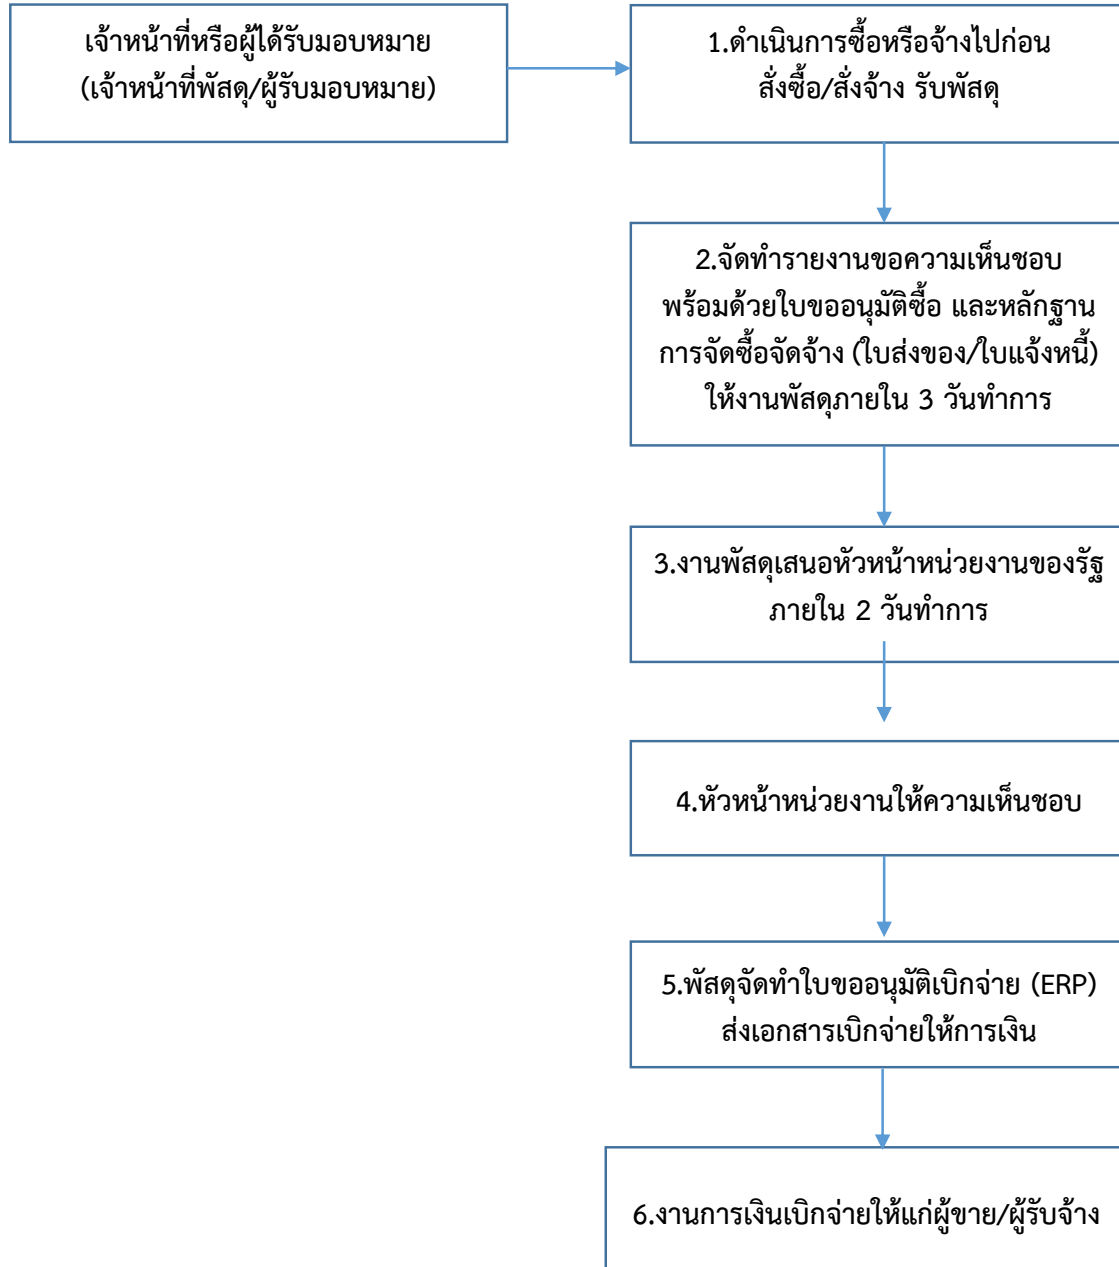 เจ้าหน้าที่หรือผู้ได้รับมอบหมาย
(เจ้าหน้าที่พัสดุ/ผู้รับมอบหมาย)
1.ดำเนินการซื้อหรือจ้างไปก่อน
สั่งซื้อ/สั่งจ้าง รับพัสดุ
2.จัดทำรายงานขอความเห็นชอบ
พร้อมด้วยใบขออนุมัติซื้อ และหลักฐาน
การจัดซื้อจัดจ้าง (ใบส่งของ/ใบแจ้งหนี้)
ให้งานพัสดุภายใน 3 วันทำการ
3.งานพัสดุเสนอหัวหน้าหน่วยงานของรัฐ
ภายใน 2 วันทำการ
4.หัวหน้าหน่วยงานให้ความเห็นชอบ
5.พัสดุจัดทำใบขออนุมัติเบิกจ่าย (ERP)
ส่งเอกสารเบิกจ่ายให้การเงิน
6.งานการเงินเบิกจ่ายให้แก่ผู้ขาย/ผู้รับจ้าง